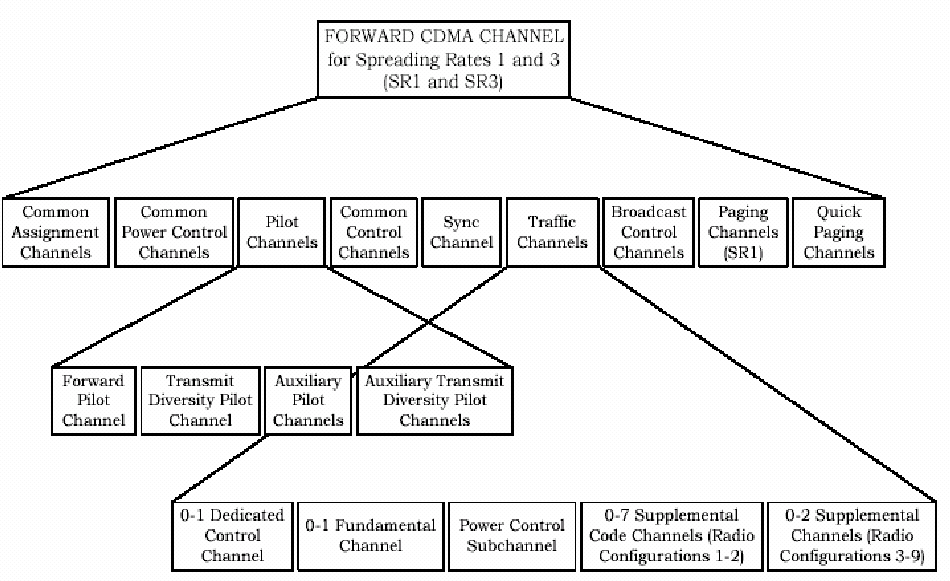 FORWARD CDMA CHANNEL
for Spreading Rates 1 and 3
(SR1 and SR3)
Common
Assignment
Channels
Common
Power Control
Channels
Pilot
Channels
Common
Control
Channels
Sync
Channel
Traffic
Channels
Broadcast
Control
Channels
Paging
Channels
(SR1)
Quick
Paging
Channels
Forward
Pilot
Channel
Transmit
Diversity Pilot
Channel
Auxiliary
Pilot
Channels
Auxiliary Transmit
Diversity Pilot
Channels
0-1 Dedicated
Control
Channel
0-1 Fundamental
Channel
Power Control
Subchannel
0-7 Supplemental
Code Channels (Radio
Configurations 1-2)
0-2 Supplemental
Channels (Radio
Configurations 3-9)